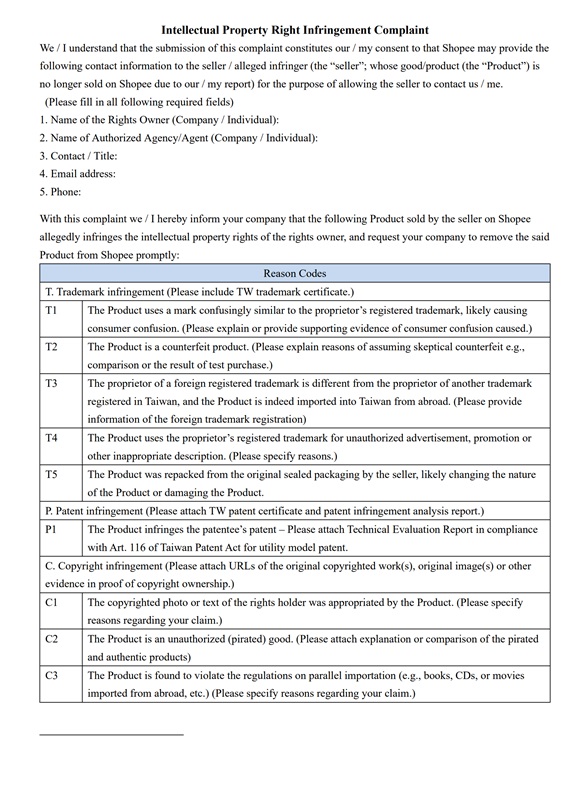 Intellectual Property Right Infringement Complaint
We / I understand that the submission of this complaint constitutes our / my consent to that Shopee may provide the
following contact information to the seller / alleged infringer (the “seller”; whose good/product (the “Product”) is
no longer sold on Shopee due to our / my report) for the purpose of allowing the seller to contact us / me.
(Please fill in all following required fields)
1. Name of the Rights Owner (Company / Individual):
2. Name of Authorized Agency/Agent (Company / Individual):
3. Contact / Title:
4. Email address:
5. Phone:
With this complaint we / I hereby inform your company that the following Product sold by the seller on Shopee
allegedly infringes the intellectual property rights of the rights owner, and request your company to remove the said
Product from Shopee promptly:
Reason Codes
T. Trademark infringement (Please include TW trademark certificate.)
T1 The Product uses a mark confusingly similar to the proprietor’s registered trademark, likely causing
consumer confusion. (Please explain or provide supporting evidence of consumer confusion caused.)
T2 The Product is a counterfeit product. (Please explain reasons of assuming skeptical counterfeit e.g.,
comparison or the result of test purchase.)
T3 The proprietor of a foreign registered trademark is different from the proprietor of another trademark
registered in Taiwan, and the Product is indeed imported into Taiwan from abroad. (Please provide
information of the foreign trademark registration)
T4 The Product uses the proprietor’s registered trademark for unauthorized advertisement, promotion or
other inappropriate description. (Please specify reasons.)
T5 The Product was repacked from the original sealed packaging by the seller, likely changing the nature
of the Product or damaging the Product.
P. Patent infringement (Please attach TW patent certificate and patent infringement analysis report.)
P1 The Product infringes the patentee’s patent – Please attach Technical Evaluation Report in compliance
with Art. 116 of Taiwan Patent Act for utility model patent.
C. Copyright infringement (Please attach URLs of the original copyrighted work(s), original image(s) or other
evidence in proof of copyright ownership.)
C1 The copyrighted photo or text of the rights holder was appropriated by the Product. (Please specify
reasons regarding your claim.)
C2 The Product is an unauthorized (pirated) good. (Please attach explanation or comparison of the pirated
and authentic products)
C3 The Product is found to violate the regulations on parallel importation (e.g., books, CDs, or movies
imported from abroad, etc.) (Please specify reasons regarding your claim.)